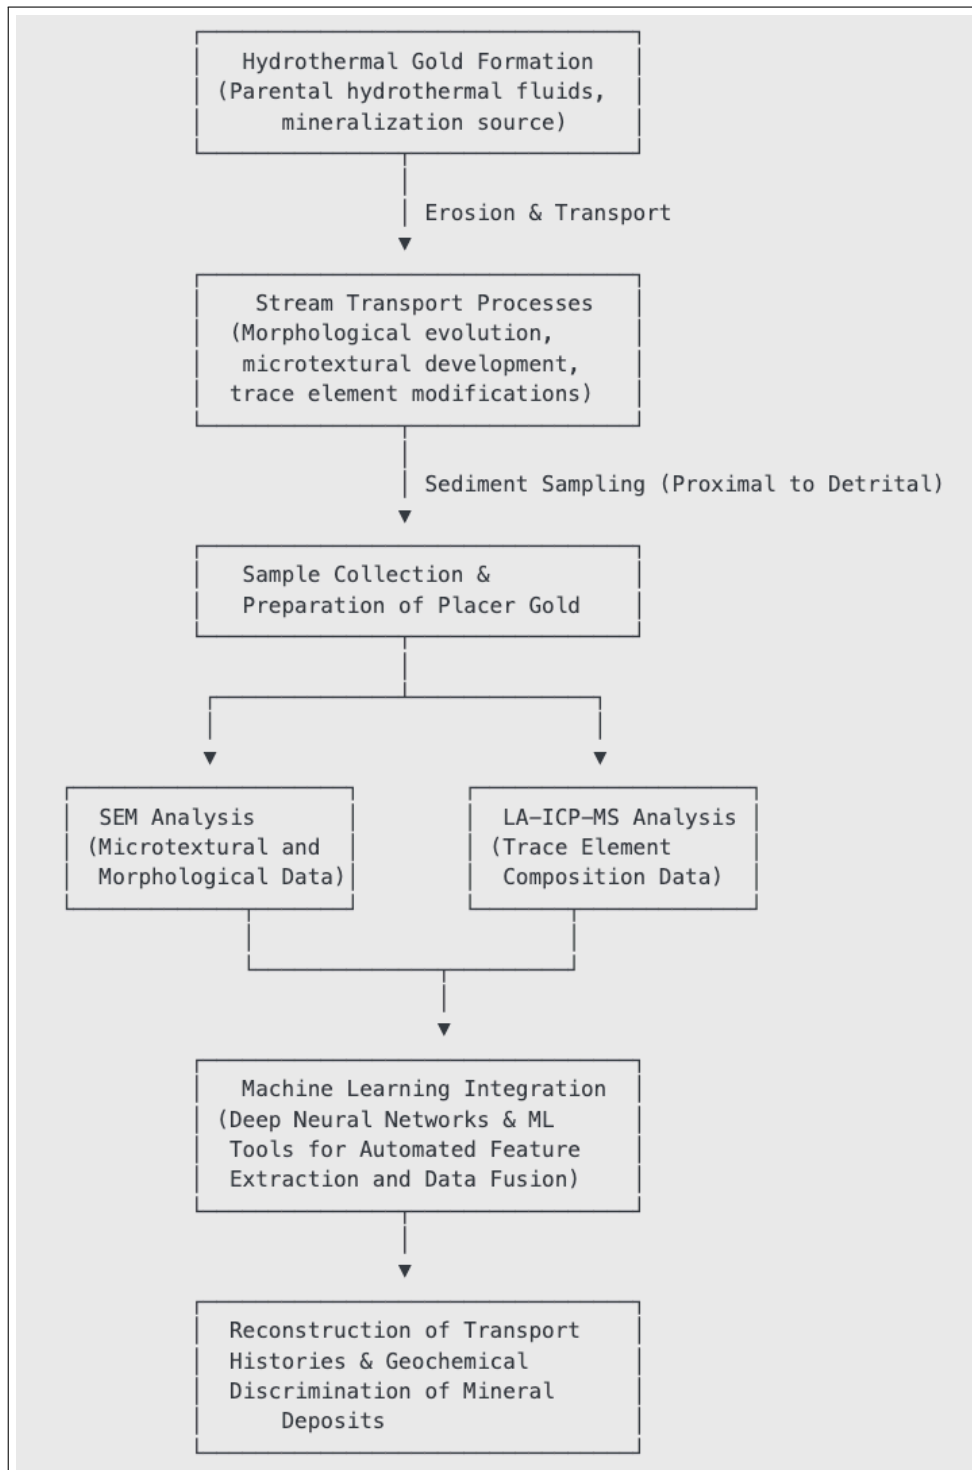 Hydrothermal Gold Formation
(Parental hydrothermal fluids,
mineralization source)
Erosion & Transport
Stream Transport Processes
(Morphological evolution,
microtextural development,
trace element modifications)
Sediment Sampling (Proximal to Detrital)
Sample Collection &
Preparation of Placer Gold
SEM Analysis
(Microtextural and
Morphological Data)
LA-ICP-MS Analysis
(Trace Element
Composition Data)
Machine Learning Integration
(Deep Neural Networks & ML
Tools for Automated Feature
Extraction and Data Fusion)
Reconstruction of Transport
Histories & Geochemical
Discrimination of Mineral
Deposits